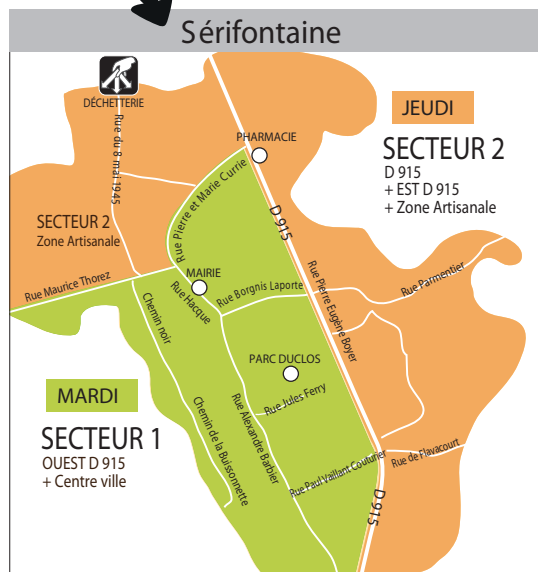 Sérifontaine
DÉCHETTERIE
JEUDI
SECTEUR 2
D 915
+ EST D 915
+ Zone Artisanale
Rue du 8 mai 1945
PHARMACIE
Rue Pierre et Marie Currie
D 915
SECTEUR 2
Zone Artisanale
Rue Maurice Thorez
MAIRIE
Rue Hacque
Rue Borgnis Laporte
Rue Pierre Eugène Boyer
Rue Parmentier
Chemin noir
PARC DUCLOS
Rue Jules Ferry
MARDI
SECTEUR 1
OUEST D 915
+ Centre ville
Chemin de la Buissonnette
Rue Alexandre Barbier
Rue Paul Vaillant Couturier
Rue de Flavacourt
D 915